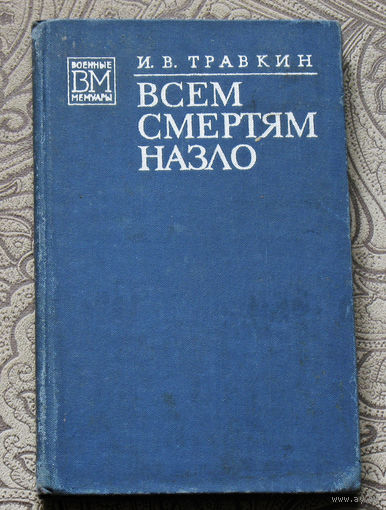 ВОЕННЫЕ
ВМ
МЕМУАРЫ
И. В. ТРАВКИН
ВСЕМ
СМЕРТЯМ
НАЗЛО